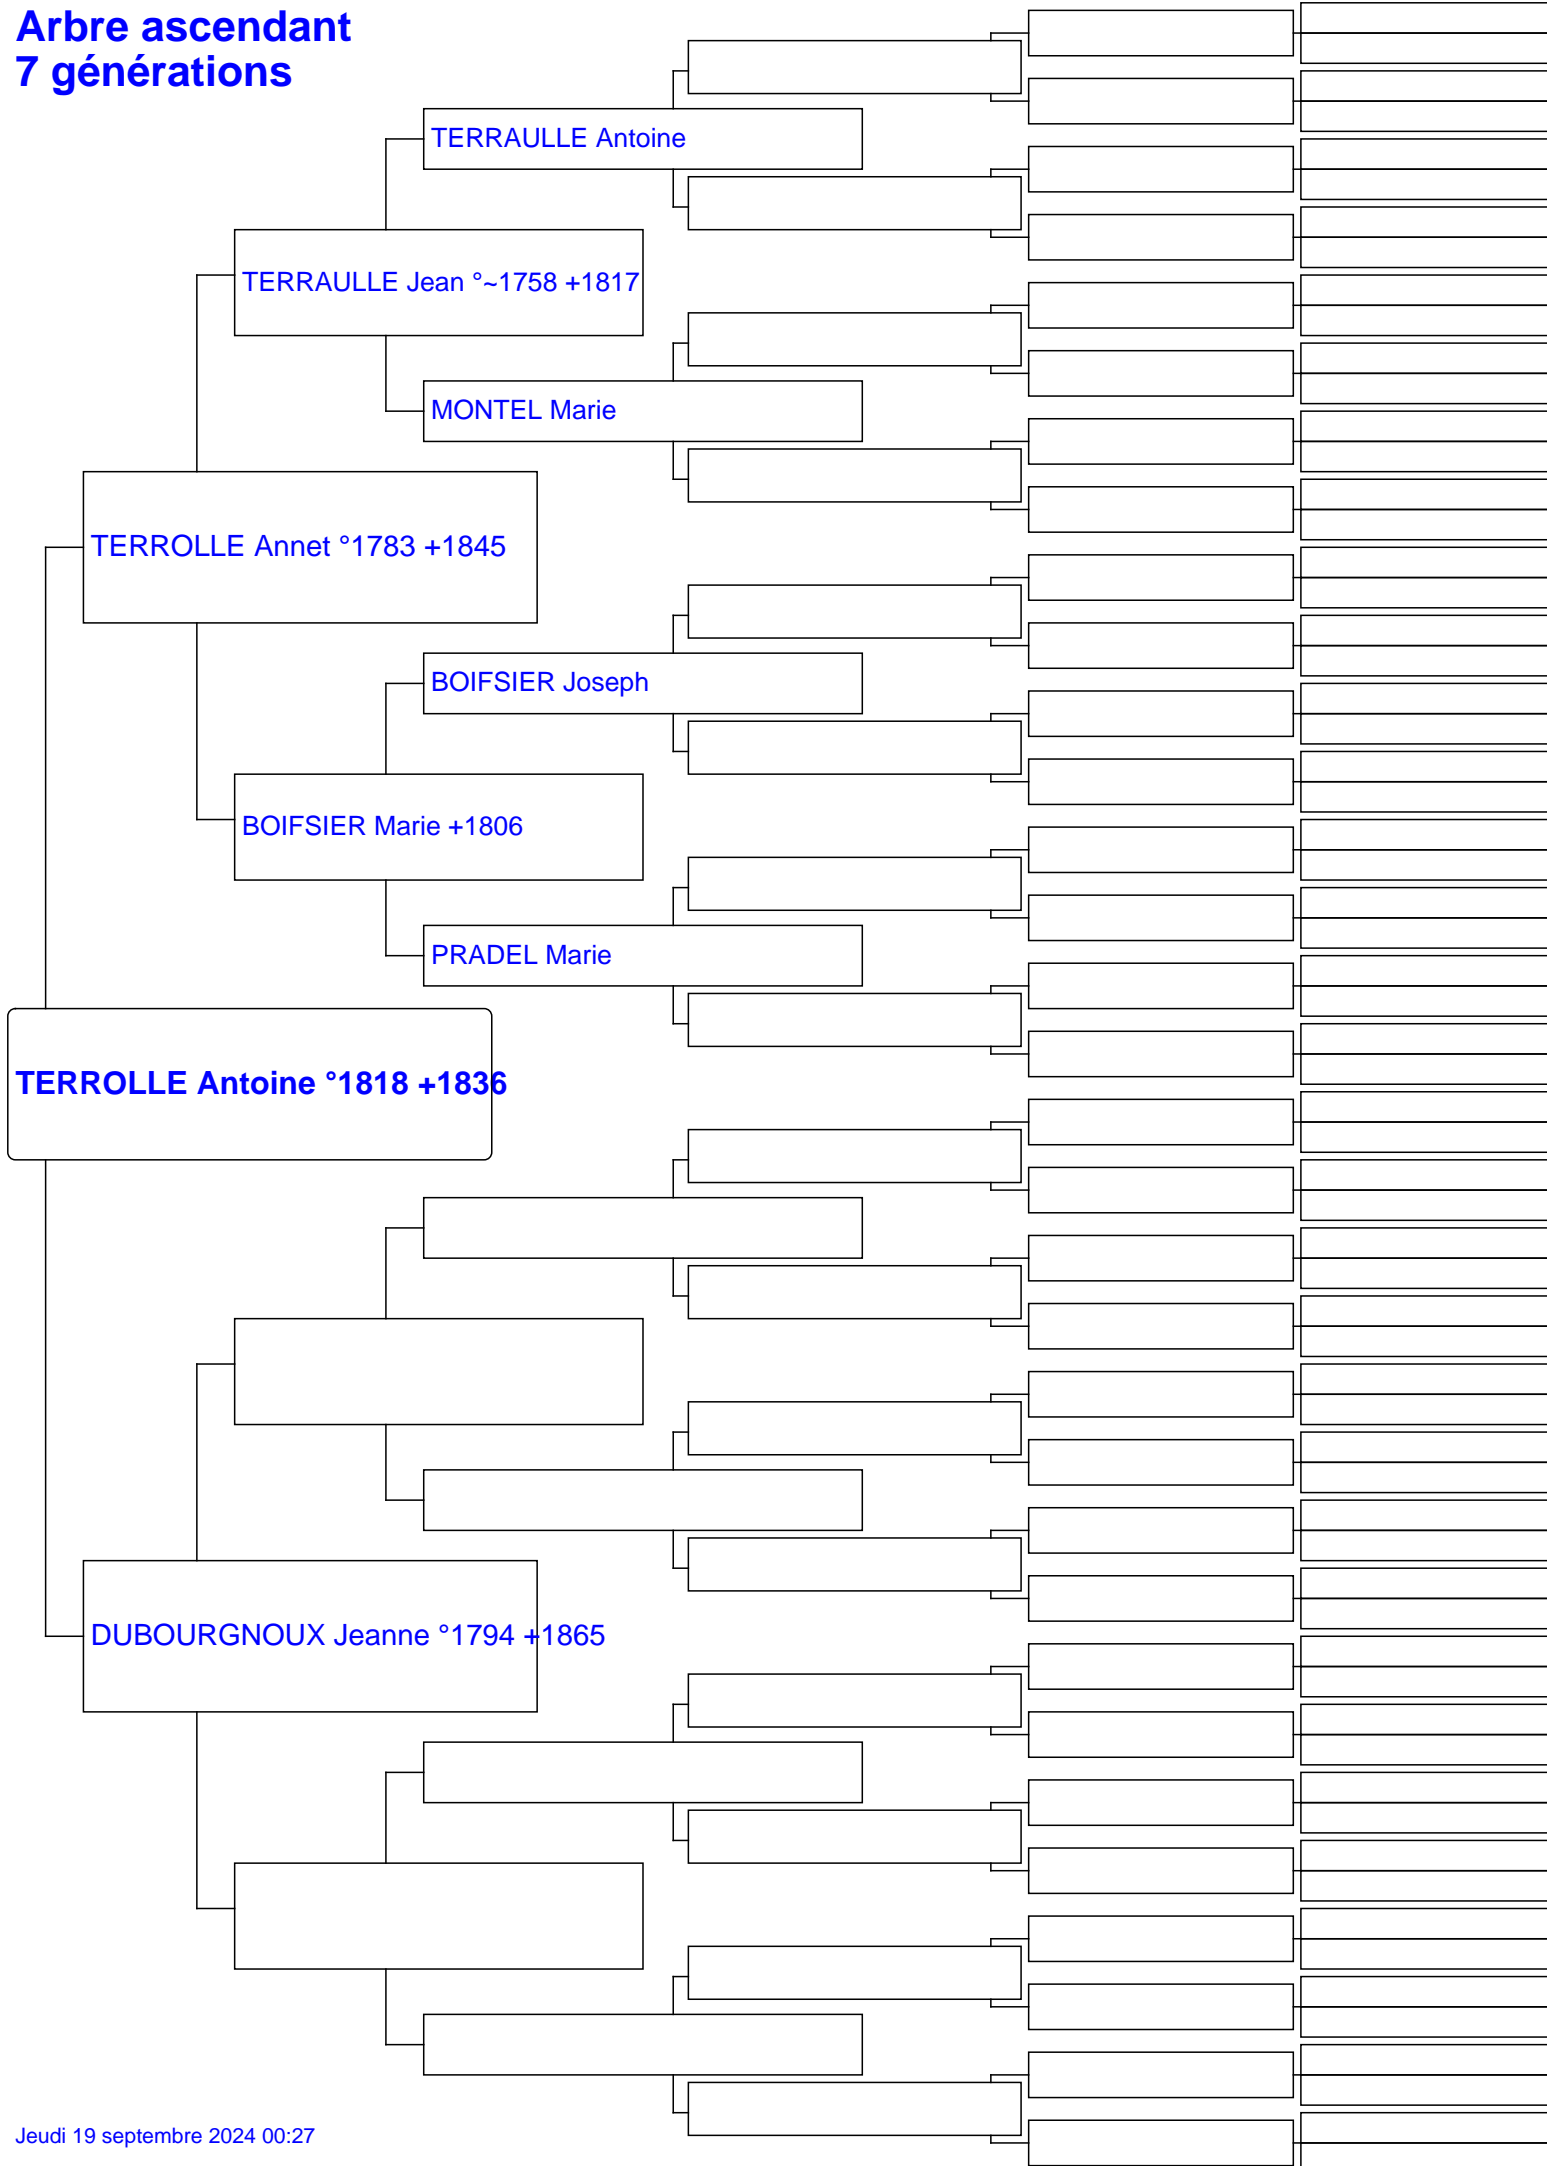 Arbre ascendant
7 générations
TERRAULLE Antoine
TERRAULLE Jean °~1758 +1817
MONTEL Marie
TERROLLE Annet °1783 +1845
BOIFSIER Joseph
BOIFSIER Marie +1806
PRADEL Marie
TERROLLE Antoine °1818 +1836
DUBOURGNOUX Jeanne °1794 +1865
Jeudi 19 septembre 2024 00:27